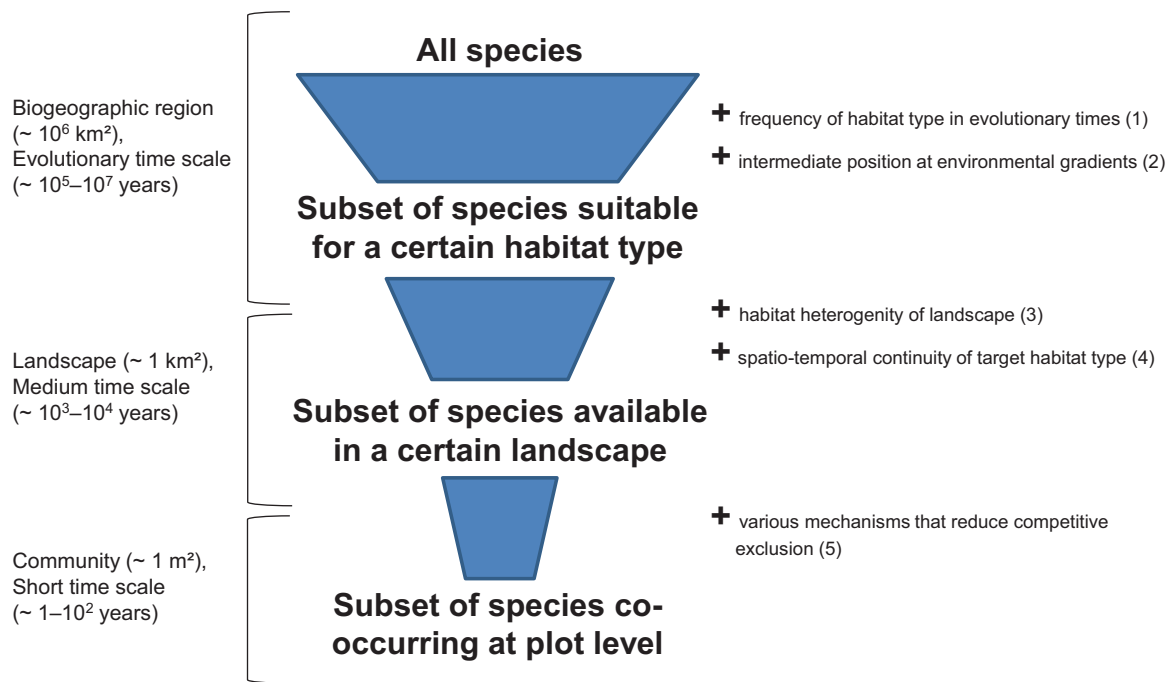 All species
Biogeographic region
(~ 10⁶ km²),
Evolutionary time scale
(~ 10⁵–10⁷ years)
+ frequency of habitat type in evolutionary times (1)
+ intermediate position at environmental gradients (2)
Subset of species suitable
for a certain habitat type
Landscape (~ 1 km²),
Medium time scale
(~ 10³–10⁴ years)
+ habitat heterogenity of landscape (3)
+ spatio-temporal continuity of target habitat type (4)
Subset of species available
in a certain landscape
Community (~ 1 m²),
Short time scale
(~ 1–10² years)
+ various mechanisms that reduce competitive
exclusion (5)
Subset of species co-
occurring at plot level